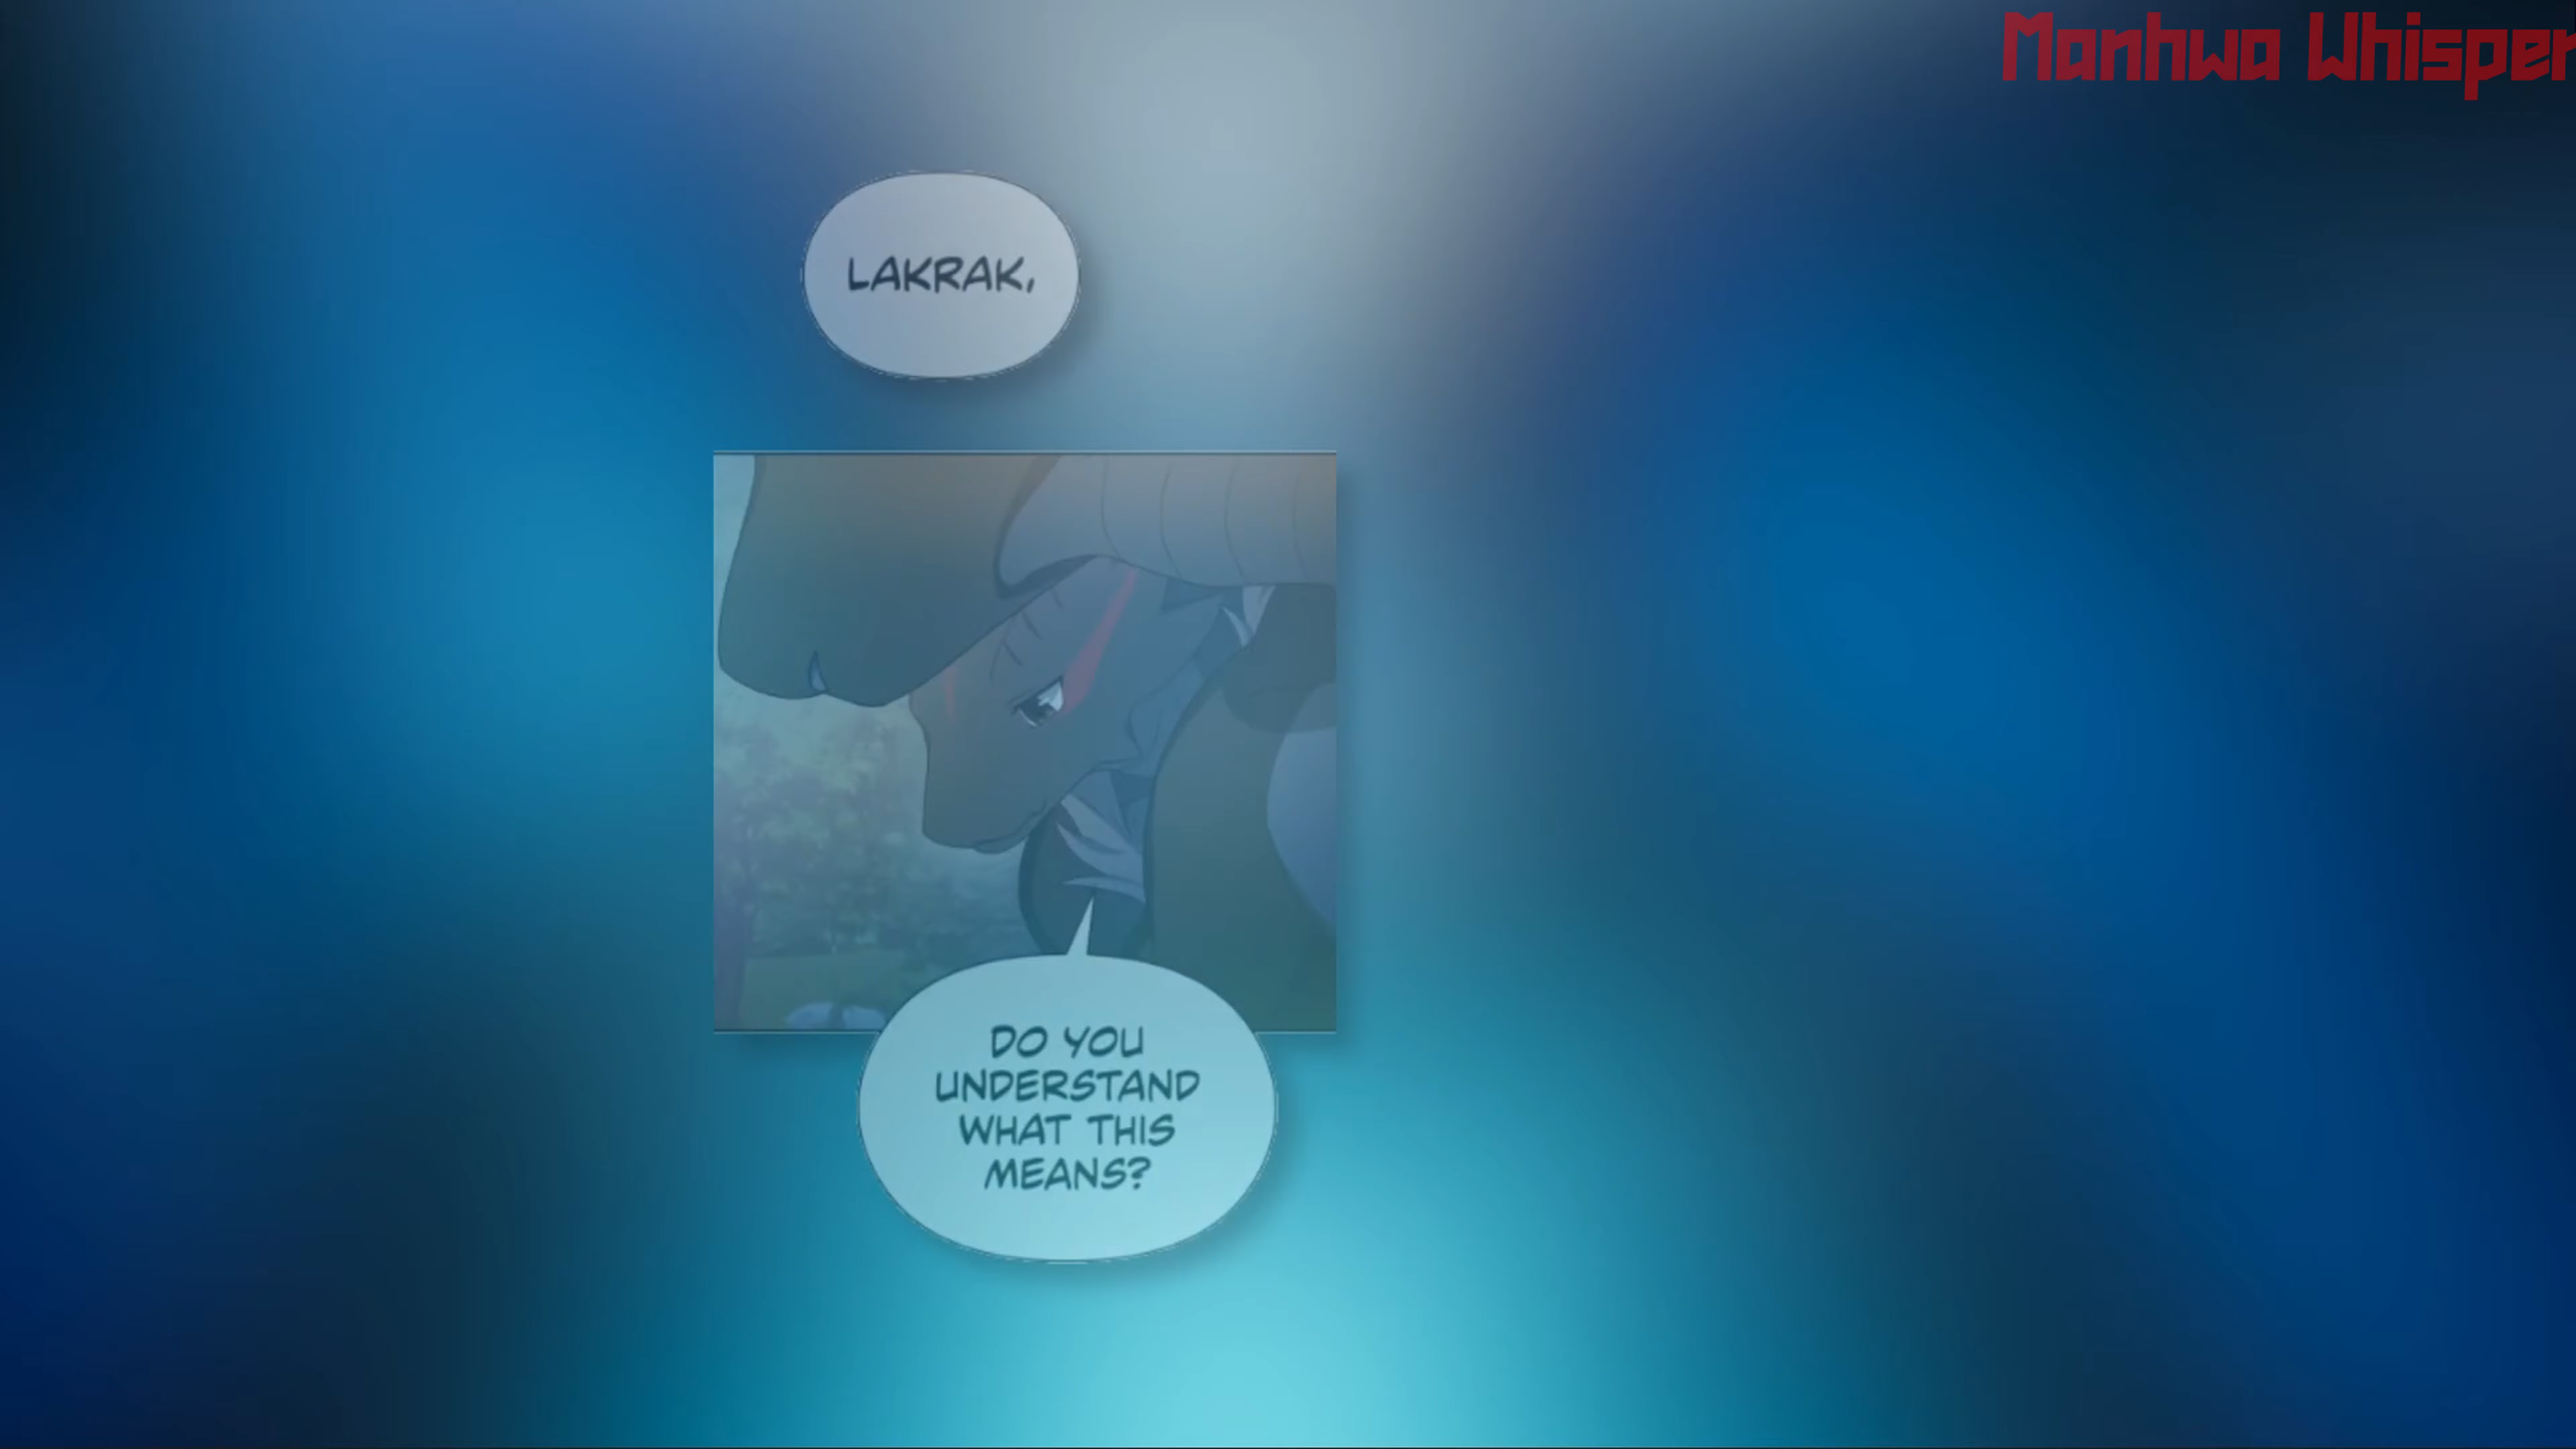 Manhwa Whisper
LAKRAK,
DO YOU
UNDERSTAND
WHAT THIS
MEANS?